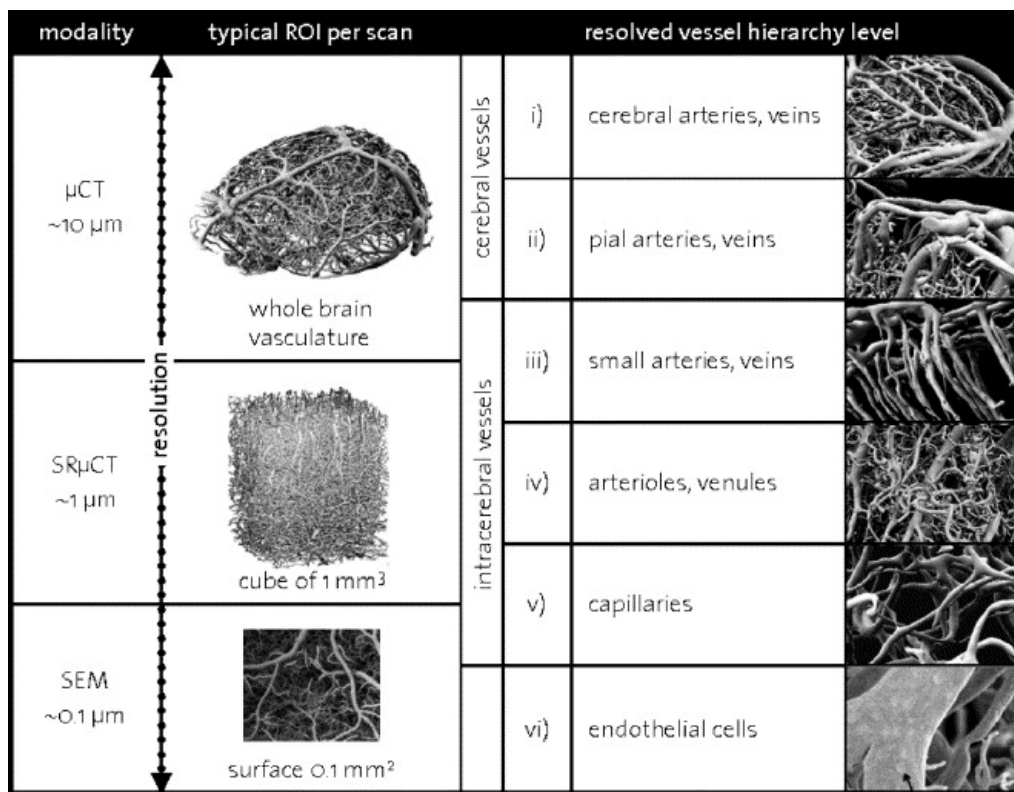 modality
typical ROI per scan
resolved vessel hierarchy level
µCT
~10 µm
whole brain
vasculature
resolution
SRµCT
~1 µm
cube of 1 mm³
SEM
~0.1 µm
surface 0.1 mm²
cerebral vessels
i) cerebral arteries, veins
ii) pial arteries, veins
intracerebral vessels
iii) small arteries, veins
iv) arterioles, venules
v) capillaries
vi) endothelial cells